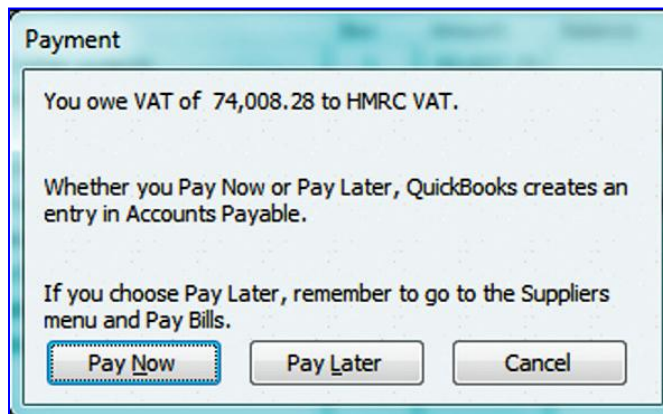 Payment
You owe VAT of 74,008.28 to HMRC VAT.
Whether you Pay Now or Pay Later, QuickBooks creates an
entry in Accounts Payable.
If you choose Pay Later, remember to go to the Suppliers
menu and Pay Bills.
Pay Now
Pay Later
Cancel